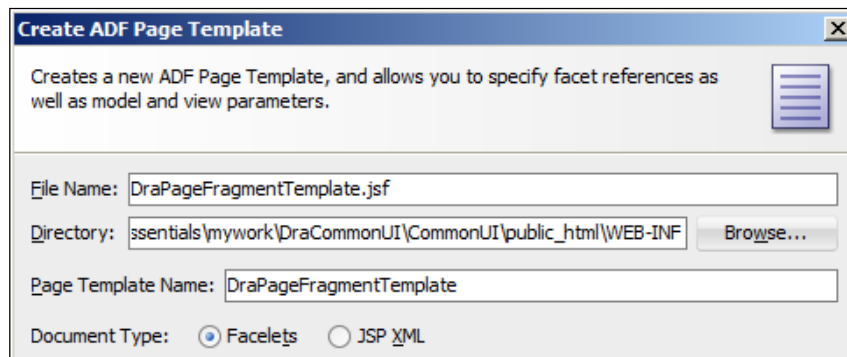 Create ADF Page Template
Creates a new ADF Page Template, and allows you to specify facet references as
well as model and view parameters.
File Name: DraPageFragmentTemplate.jsf
Directory: ssentials\mywork\DraCommonUI\CommonUI\public_html\WEB-INF Browse...
Page Template Name: DraPageFragmentTemplate
Document Type: Facelets JSP XML